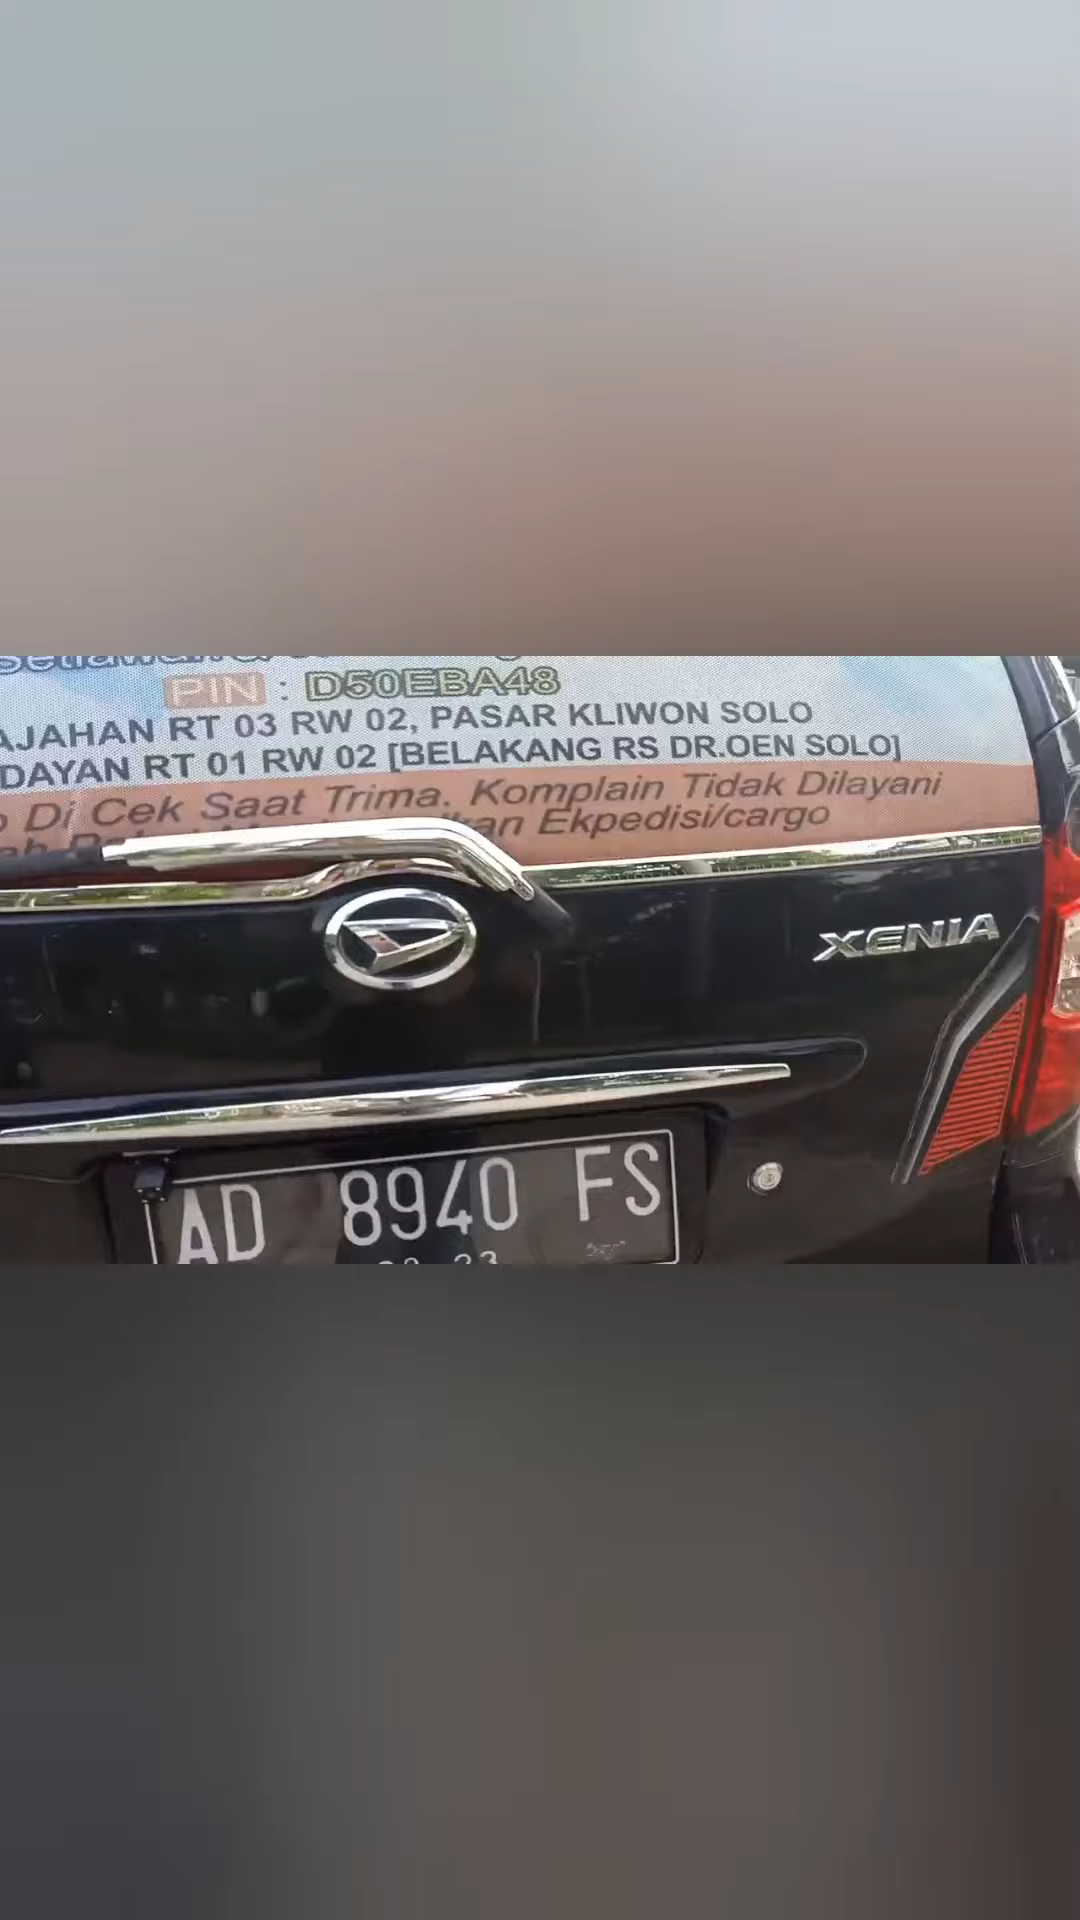 PIN : D50EBA48
AJAHAN RT 03 RW 02, PASAR KLIWON SOLO
DAYAN RT 01 RW 02 [BELAKANG RS DR.OEN SOLO]
Di Cek Saat Trima. Komplain Tidak Dilayani
Ekpedisi/cargo
XENIA
AD 8940 FS